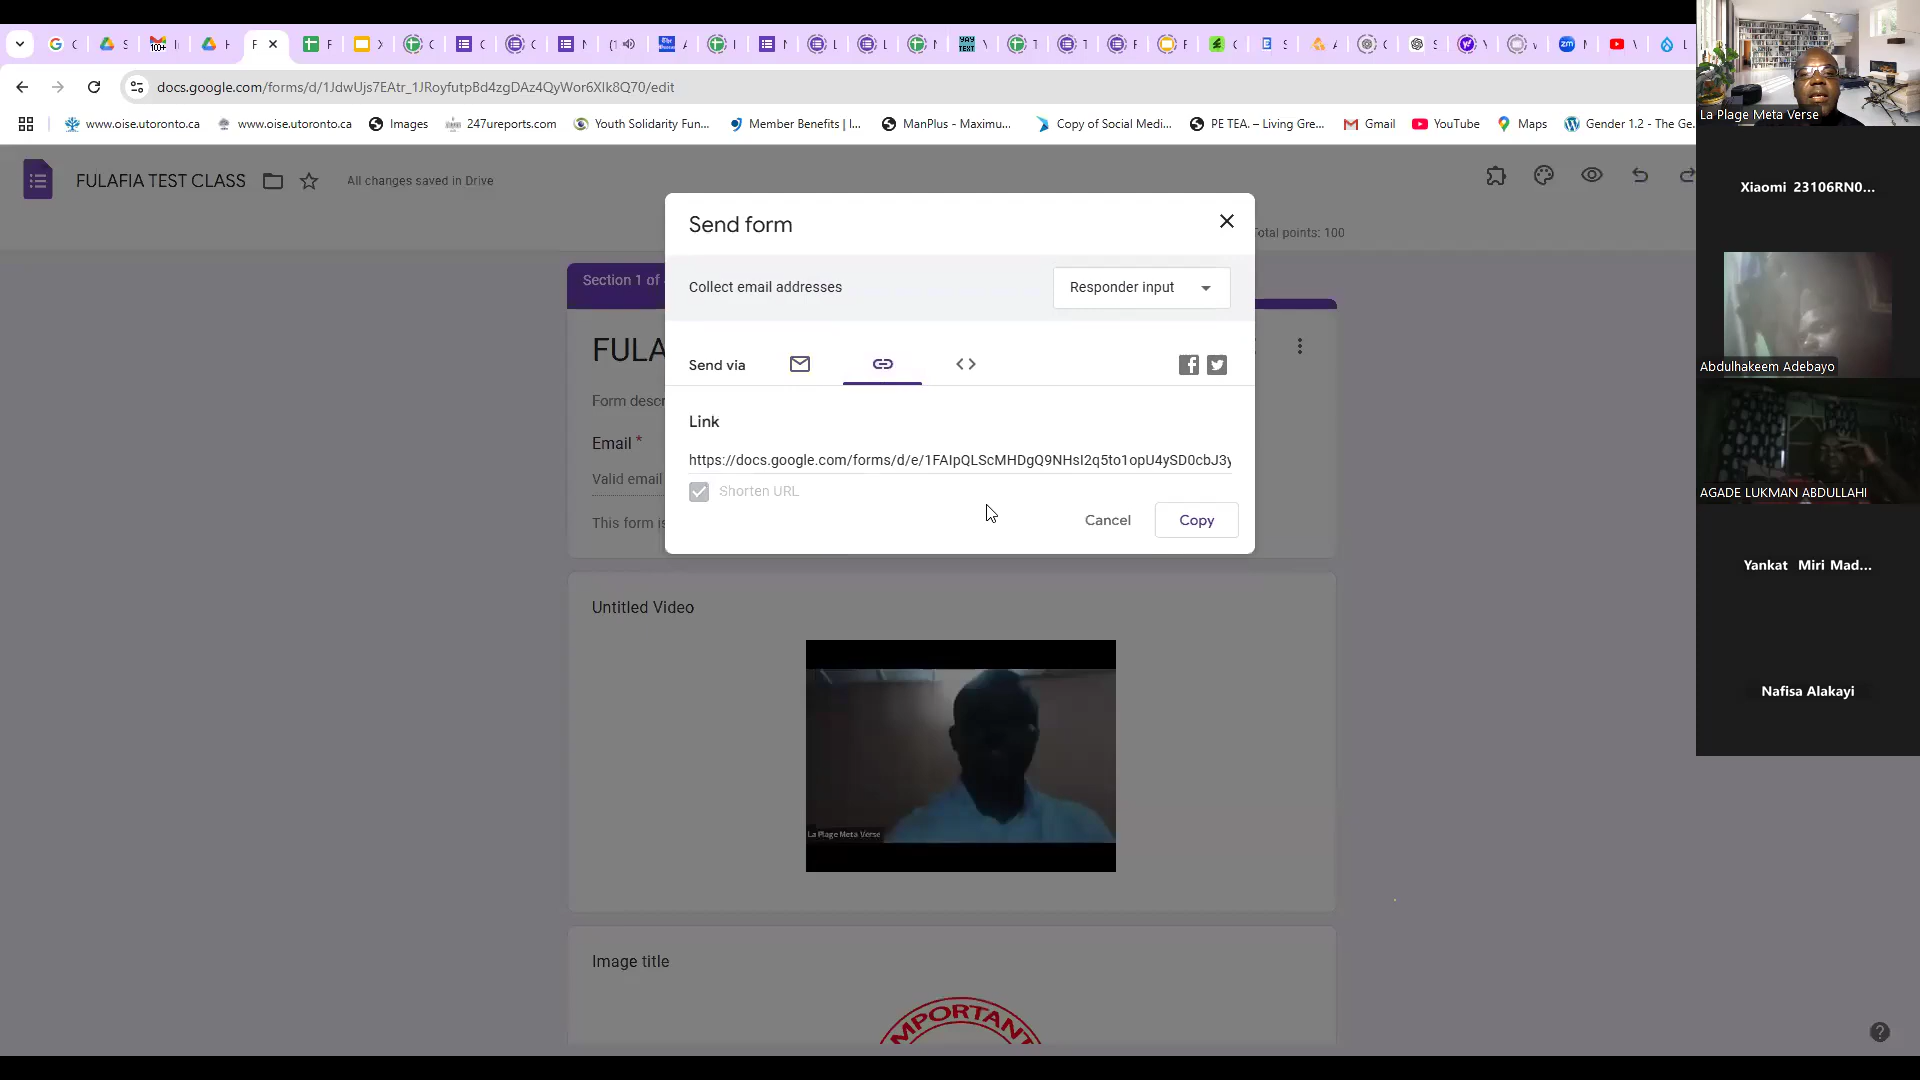 docs.google.com/forms/d/1JdwUjs7EAtr_1JRoyfutpBd4zgDAz4QyWor6XIk8Q70/edit
www.oise.utoronto.ca
www.oise.utoronto.ca
Images
247ureports.com
Youth Solidarity Fun...
Member Benefits | I...
ManPlus - Maximu...
Copy of Social Medi...
PE TEA. – Living Gre...
Gmail
YouTube
Maps
Gender 1.2 - The Ge.
La Plage Meta Verse
FULAFIA TEST CLASS
All changes saved in Drive
Total points: 100
Send form
Collect email addresses
Responder input
Send via
Link
https://docs.google.com/forms/d/e/1FAIpQLScMHDgQ9NHsI2q5to1opU4ySD0cbJ3y
Shorten URL
Cancel
Copy
Section 1 of
FULA
Form descr
Email *
Valid email
This form is
Untitled Video
La Plage Meta Verse
Image title
IMPORTANT
Xiaomi 23106RN0...
Abdulhakeem Adebayo
AGADE LUKMAN ABDULLAHI
Yankat Miri Mad...
Nafisa Alakayi